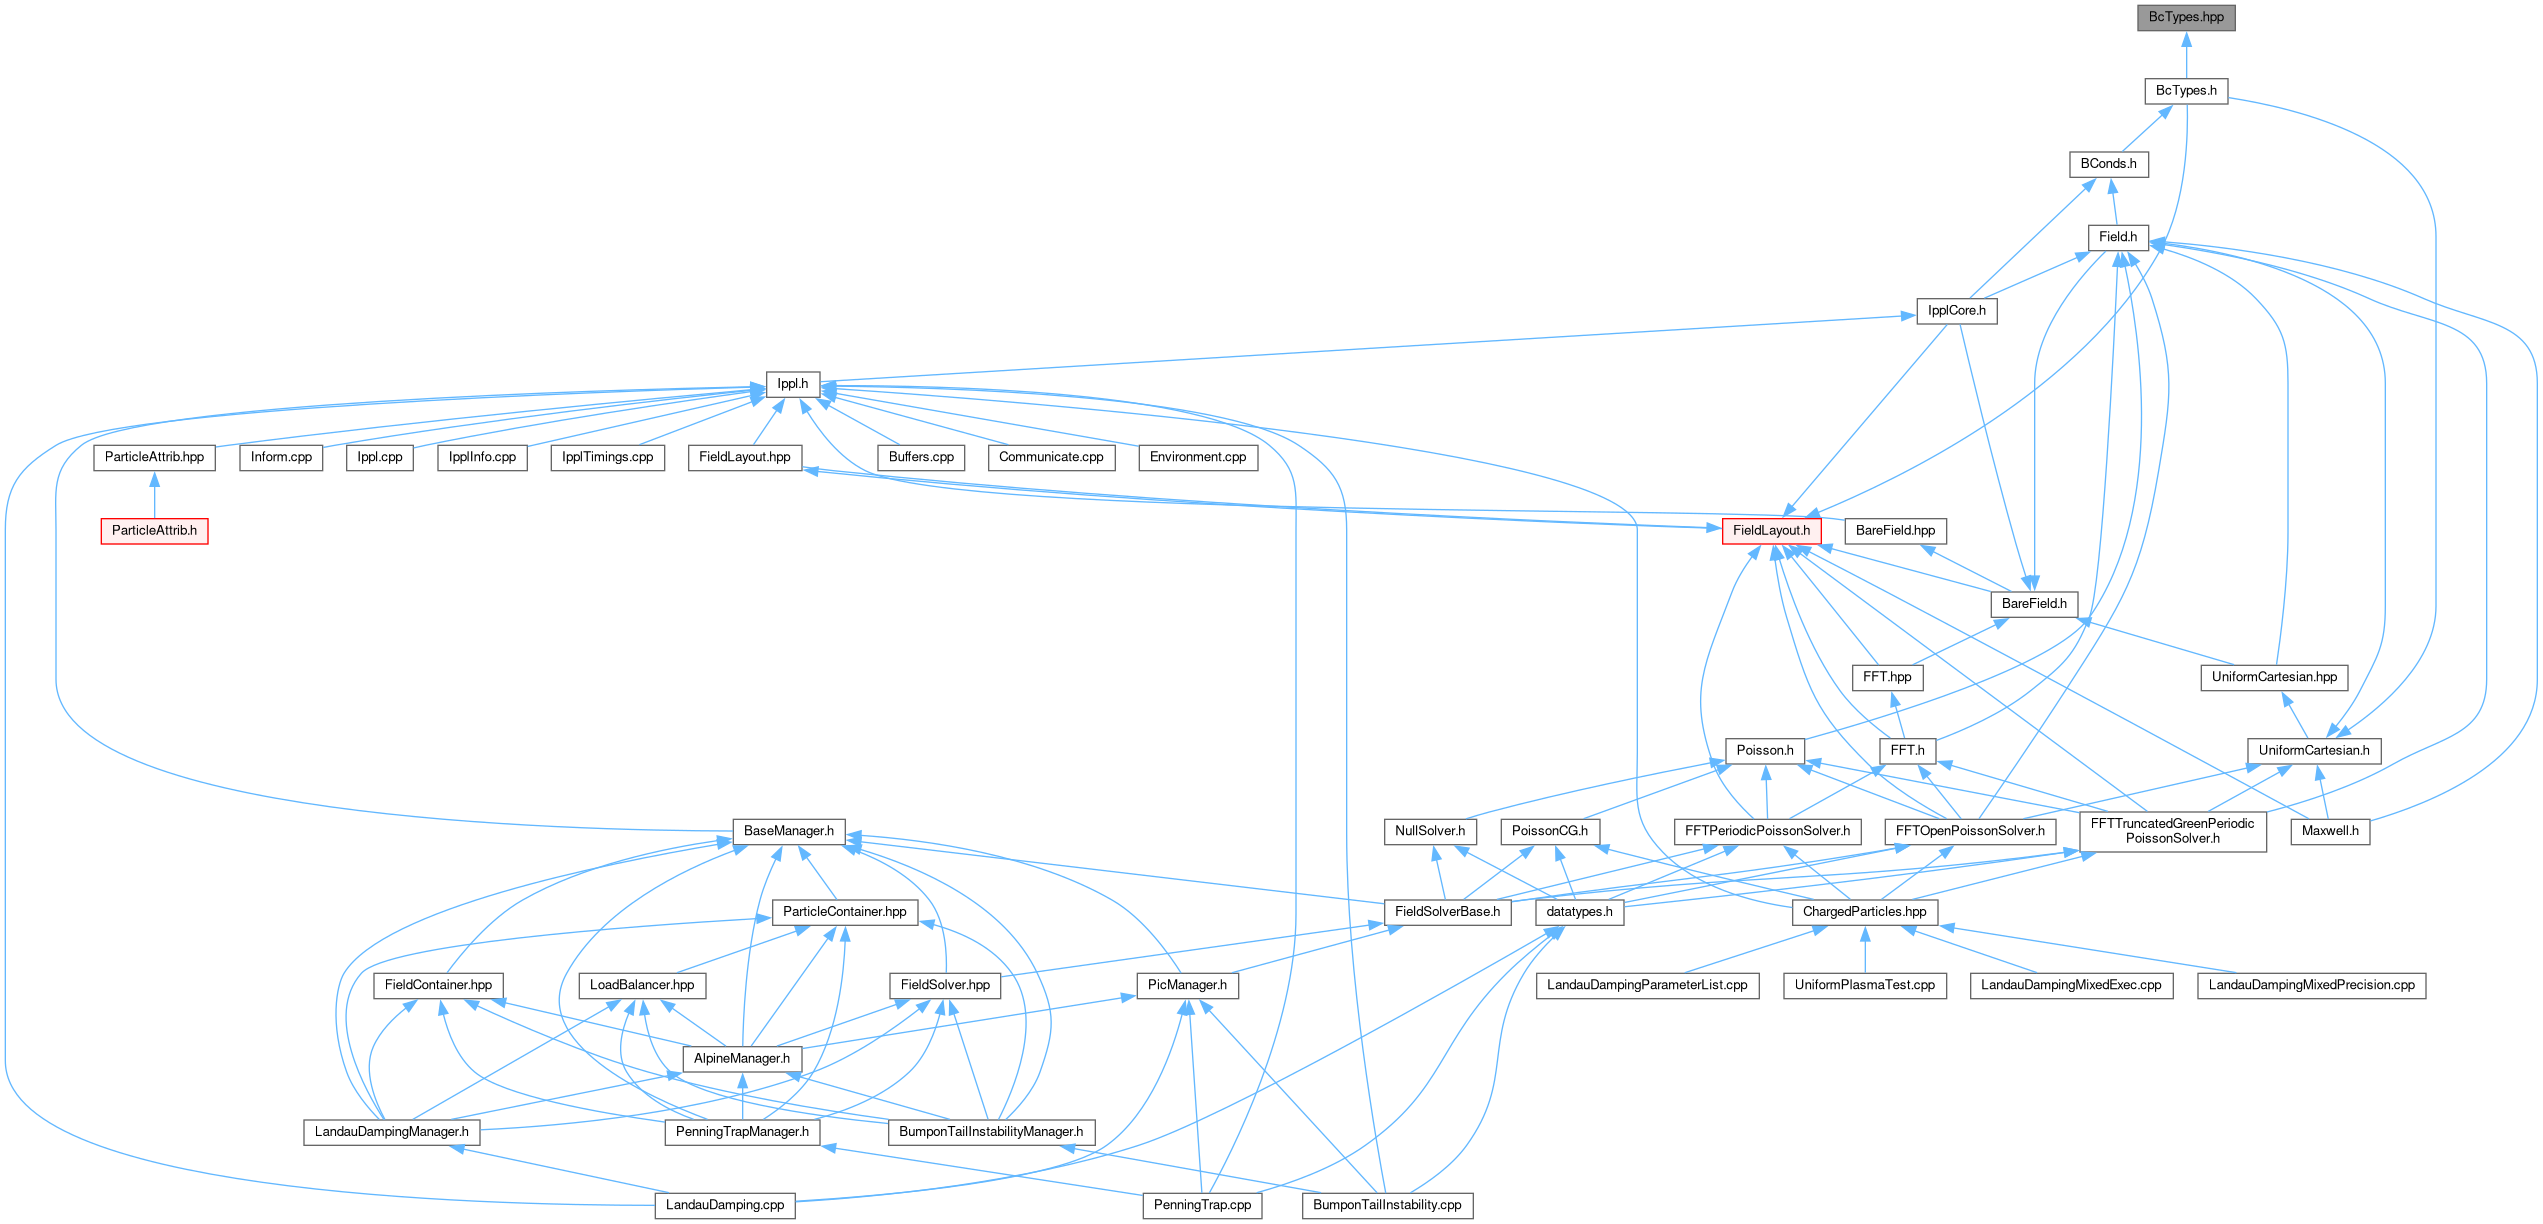 BcTypes.hpp
BcTypes.h
BConds.h
Field.h
IpplCore.h
Ippl.h
ParticleAttrib.hpp
Inform.cpp
Ippl.cpp
IpplInfo.cpp
IpplTimings.cpp
FieldLayout.hpp
Buffers.cpp
Communicate.cpp
Environment.cpp
ParticleAttrib.h
FieldLayout.h
BareField.hpp
BareField.h
FFT.hpp
UniformCartesian.hpp
Poisson.h
FFT.h
UniformCartesian.h
BaseManager.h
NullSolver.h
PoissonCG.h
FFTPeriodicPoissonSolver.h
FFTOpenPoissonSolver.h
FFTTruncatedGreenPeriodic
PoissonSolver.h
Maxwell.h
ParticleContainer.hpp
FieldSolverBase.h
datatypes.h
ChargedParticles.hpp
FieldContainer.hpp
LoadBalancer.hpp
FieldSolver.hpp
PicManager.h
LandauDampingParameterList.cpp
UniformPlasmaTest.cpp
LandauDampingMixedExec.cpp
LandauDampingMixedPrecision.cpp
AlpineManager.h
LandauDampingManager.h
PenningTrapManager.h
BumponTailInstabilityManager.h
LandauDamping.cpp
PenningTrap.cpp
BumponTailInstability.cpp